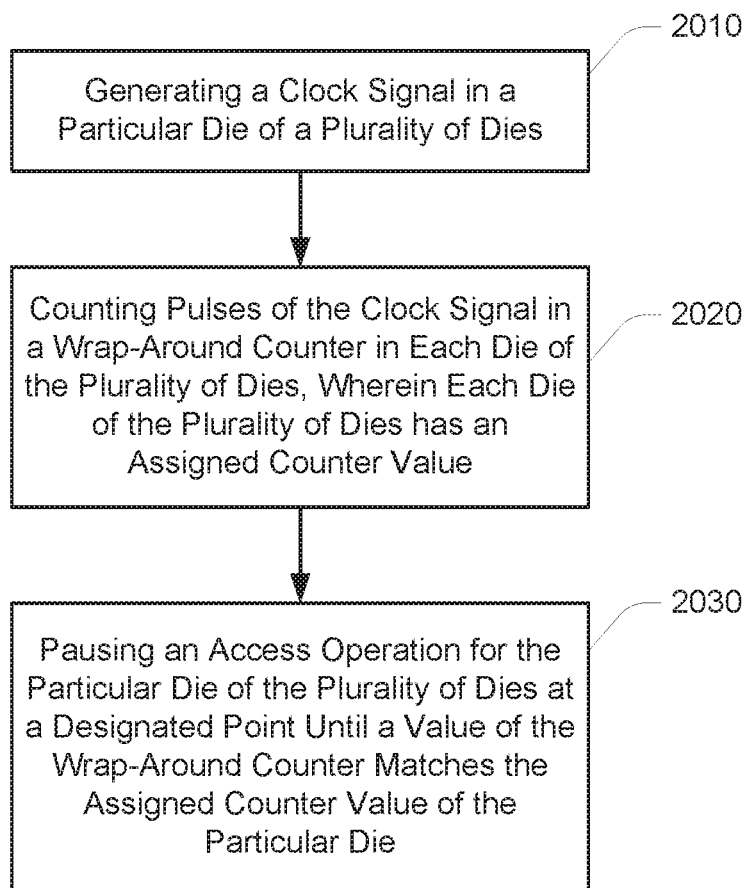 2010
Generating a Clock Signal in a
Particular Die of a Plurality of Dies
2020
Counting Pulses of the Clock Signal in
a Wrap-Around Counter in Each Die of
the Plurality of Dies, Wherein Each Die
of the Plurality of Dies has an
Assigned Counter Value
2030
Pausing an Access Operation for the
Particular Die of the Plurality of Dies at
a Designated Point Until a Value of the
Wrap-Around Counter Matches the
Assigned Counter Value of the
Particular Die